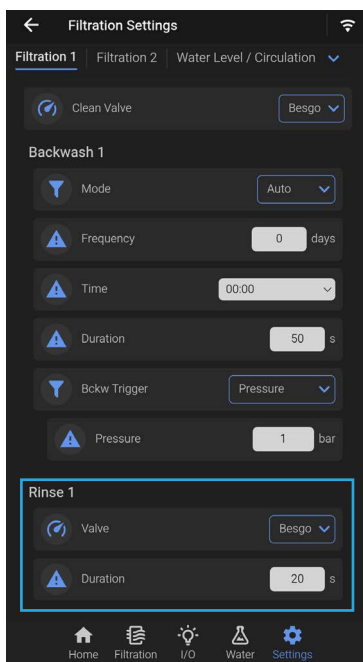 Filtration Settings
Filtration 1 Filtration 2 Water Level / Circulation
Clean Valve Besgo
Backwash 1
Mode Auto
Frequency 0 days
Time 00:00
Duration 50 s
Bckw Trigger Pressure
Pressure 1 bar
Rinse 1
Valve Besgo
Duration 20 s
Home Filtration I/O Water Settings